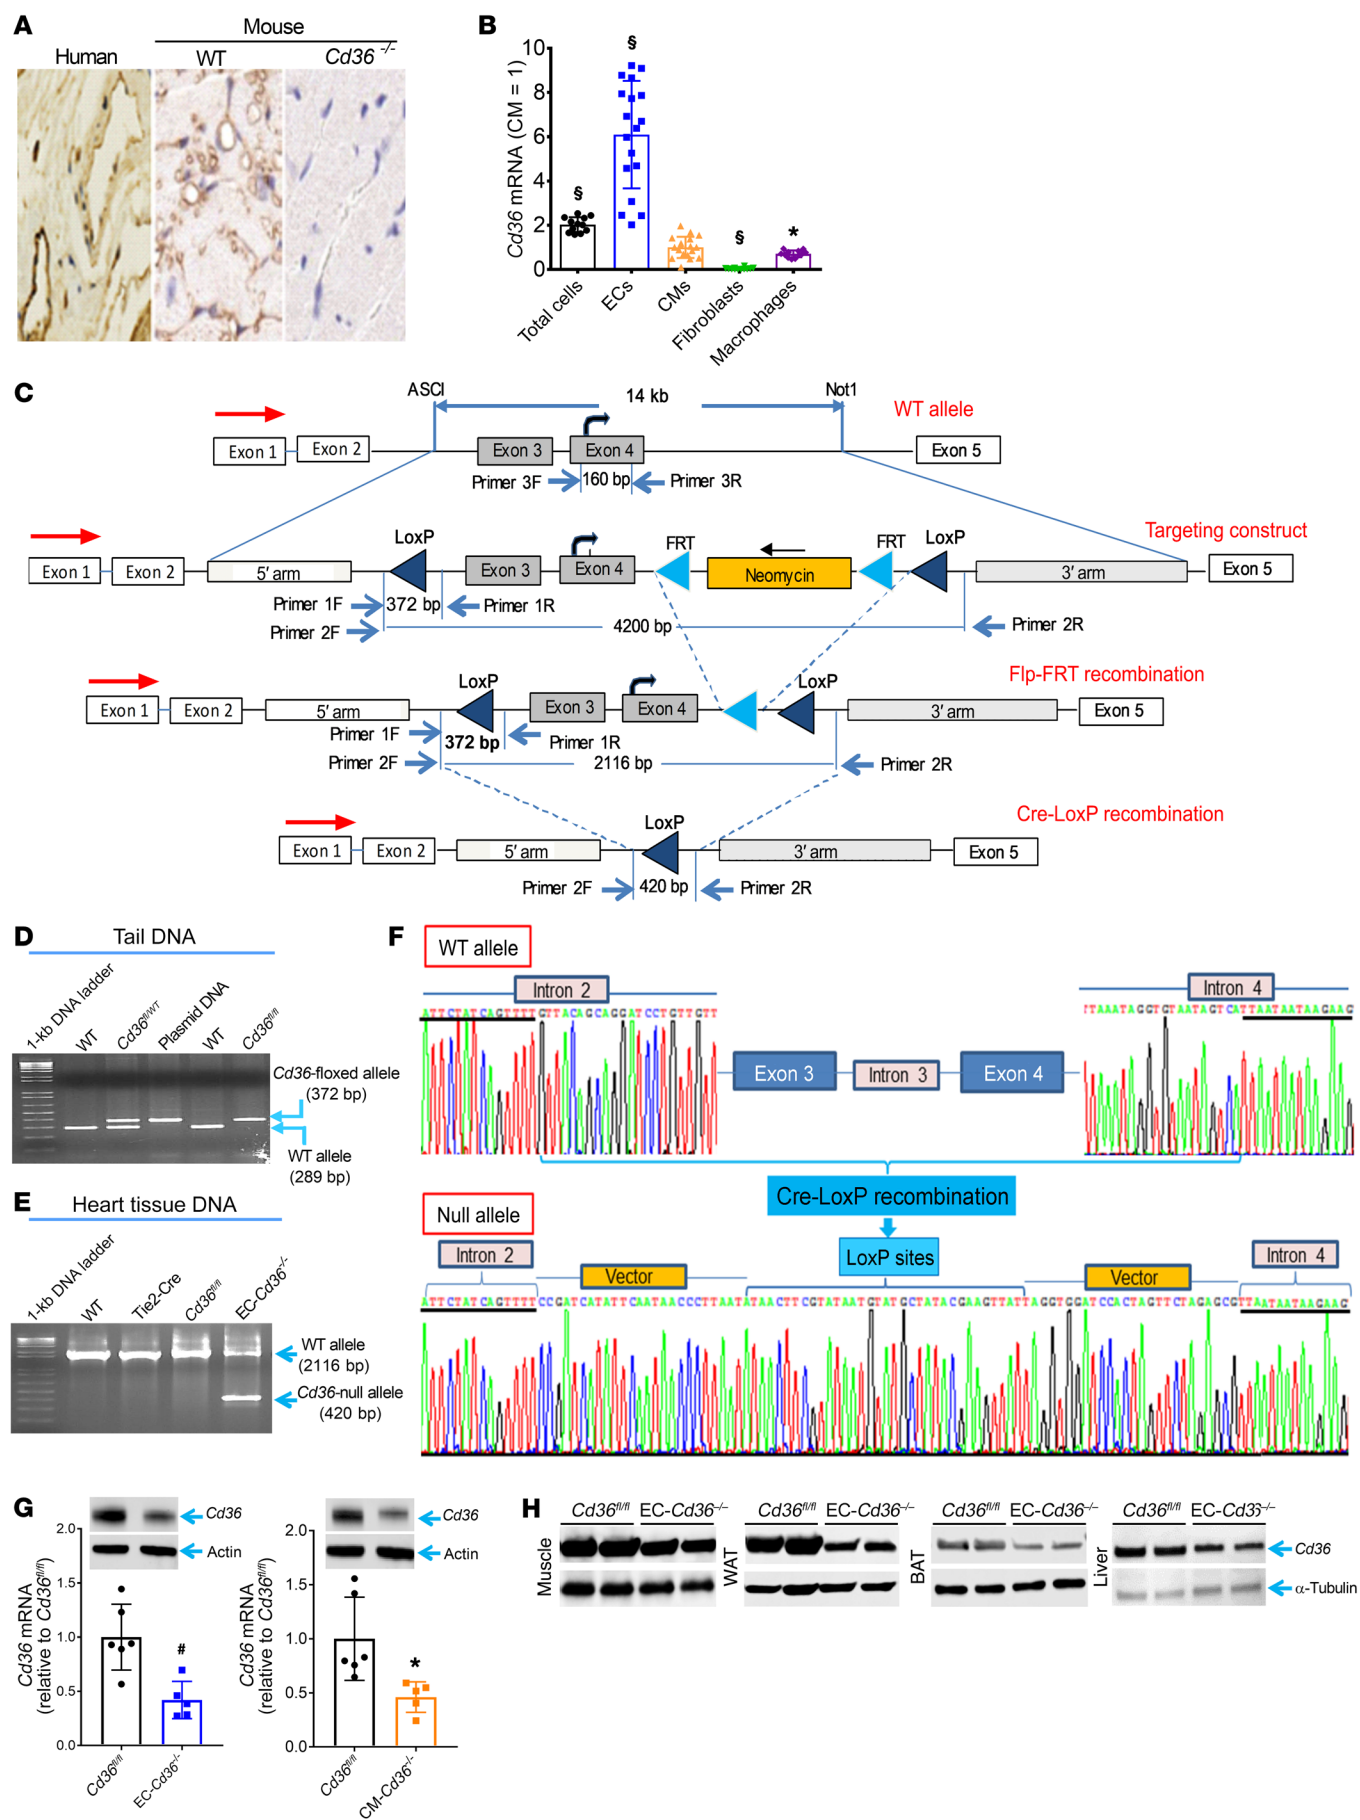 A
Mouse
Human
WT
Cd36 -/-
B
Cd36 mRNA (CM = 1)
10
8
6
4
2
0
§
§
§
*
Total cells
ECs
CMs
Fibroblasts
Macrophages
C
ASCI
14 kb
Not1
WT allele
Exon 1
Exon 2
Exon 3
Exon 4
Exon 5
Primer 3F
160 bp
Primer 3R
Targeting construct
LoxP
FRT
FRT
LoxP
Exon 1
Exon 2
5′ arm
Exon 3
Exon 4
Neomycin
3′ arm
Exon 5
Primer 1F
372 bp
Primer 1R
Primer 2F
4200 bp
Primer 2R
Flp-FRT recombination
LoxP
LoxP
Exon 1
Exon 2
5′ arm
Exon 3
Exon 4
3′ arm
Exon 5
Primer 1F
372 bp
Primer 1R
Primer 2F
2116 bp
Primer 2R
Cre-LoxP recombination
LoxP
Exon 1
Exon 2
5′ arm
3′ arm
Exon 5
Primer 2F
420 bp
Primer 2R
D
Tail DNA
1-kb DNA ladder
WT
Cd36fl/WT
Plasmid DNA
WT
Cd36fl/fl
Cd36-floxed allele
(372 bp)
WT allele
(289 bp)
E
Heart tissue DNA
1-kb DNA ladder
WT
Tie2-Cre
Cd36fl/fl
EC-Cd36-/-
WT allele
(2116 bp)
Cd36-null allele
(420 bp)
F
WT allele
Intron 2
Intron 4
ATTCTATCAGTTTTGTTACAGCAGGATCCTGTTGTT
TTAAATAGGTGTAATAGTCATTAATAATAAGAAG
Exon 3
Intron 3
Exon 4
Cre-LoxP recombination
Null allele
LoxP sites
Intron 2
Vector
Vector
Intron 4
ATTCTATCAGTTTTCCGATCATATTCAATAACCCTTAATATAACTTCGTATAATGTATGCTATACGAAGTTATTAGGTGGATCCACTAGTTCTAGAGCGTTAATAATAAGAAG
G
Cd36
Actin
Cd36 mRNA
(relative to Cd36fl/fl)
2.0
1.5
1.0
0.5
0.0
#
Cd36fl/fl
EC-Cd36-/-
Cd36
Actin
Cd36 mRNA
(relative to Cd36fl/fl)
2.0
1.5
1.0
0.5
0.0
*
Cd36fl/fl
CM-Cd36-/-
H
Cd36fl/fl
EC-Cd36–/–
Cd36fl/fl
EC-Cd36–/–
Cd36fl/fl
EC-Cd36–/–
Cd36fl/fl
EC-Cd36–/–
Muscle
WAT
BAT
Liver
Cd36
α-Tubulin